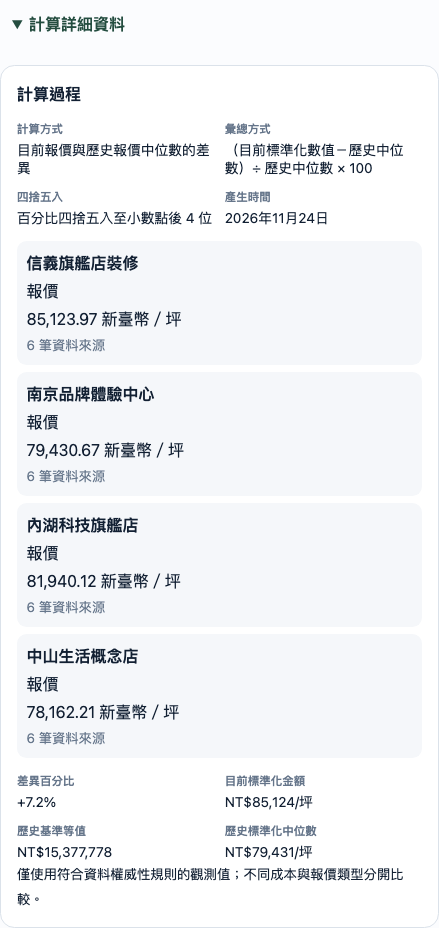 ▼ 計算詳細資料
計算過程
計算方式
目前報價與歷史報價中位數的差
異
彙總方式
（目前標準化數值－歷史中位
數）÷ 歷史中位數 × 100
四捨五入
百分比四捨五入至小數點後 4 位
產生時間
2026年11月24日
信義旗艦店裝修
報價
85,123.97 新臺幣 / 坪
6 筆資料來源
南京品牌體驗中心
報價
79,430.67 新臺幣 / 坪
6 筆資料來源
內湖科技旗艦店
報價
81,940.12 新臺幣 / 坪
6 筆資料來源
中山生活概念店
報價
78,162.21 新臺幣 / 坪
6 筆資料來源
差異百分比
+7.2%
目前標準化金額
NT$85,124/坪
歷史基準等值
NT$15,377,778
歷史標準化中位數
NT$79,431/坪
僅使用符合資料權威性規則的觀測值；不同成本與報價類型分開比
較。